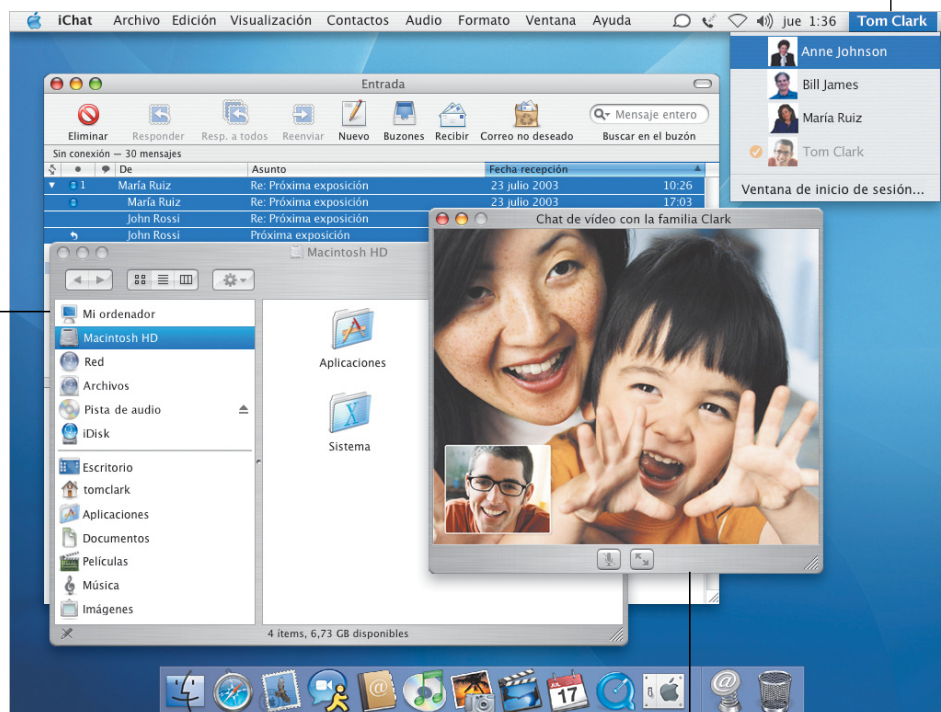 iChat Archivo Edición Visualización Contactos Audio Formato Ventana Ayuda jue 1:36 Tom Clark
Anne Johnson
Bill James
María Ruiz
Tom Clark
Ventana de inicio de sesión...
Entrada
Mensaje entero
Eliminar Responder Resp. a todos Reenviar Nuevo Buzones Recibir Correo no deseado Buscar en el buzón
Sin conexión — 30 mensajes
De Asunto Fecha recepción
1 María Ruiz Re: Próxima exposición 23 julio 2003 10:26
María Ruiz Re: Próxima exposición 23 julio 2003 17:03
John Rossi Re: Próxima exposición
John Rossi Próxima exposición
Chat de vídeo con la familia Clark
Macintosh HD
Mi ordenador
Macintosh HD
Red
Archivos
Pista de audio
iDisk
Escritorio
tomclark
Aplicaciones
Documentos
Películas
Música
Imágenes
Aplicaciones
Sistema
4 ítems, 6,73 GB disponibles
JUL
17